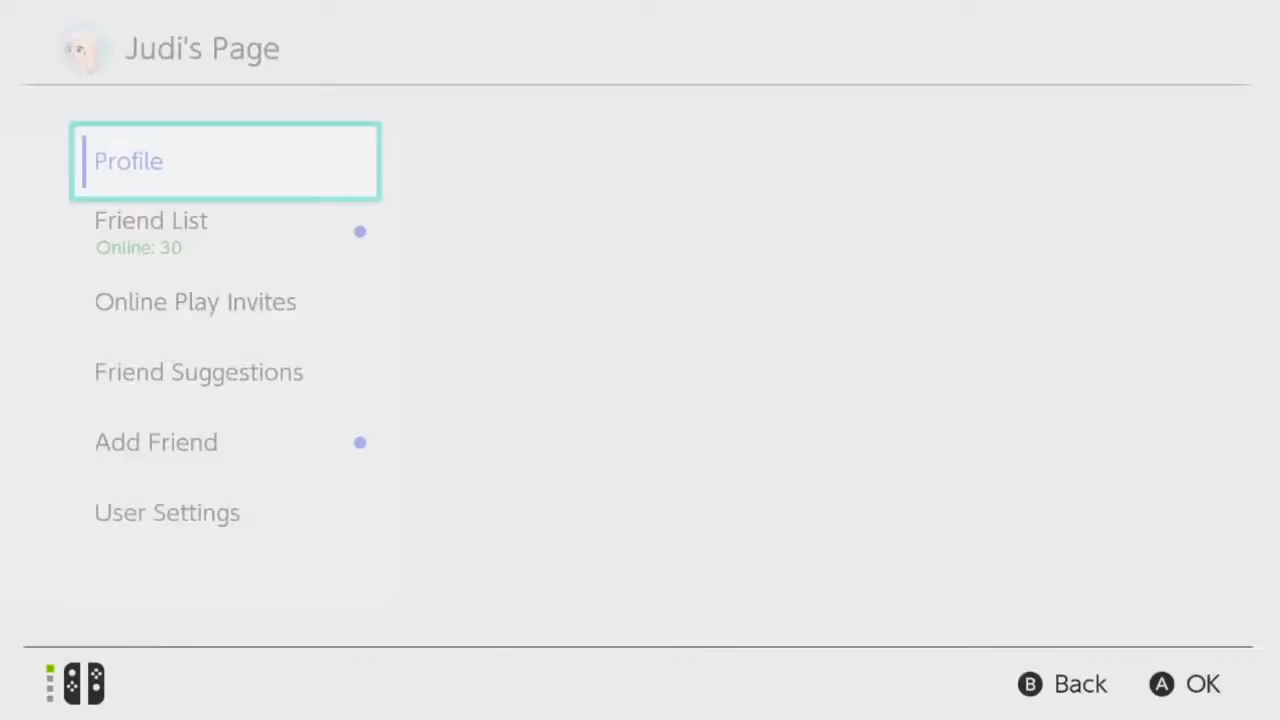 Judi's Page
Profile
Friend List
Online: 30
Online Play Invites
Friend Suggestions
Add Friend
User Settings
B Back
A OK